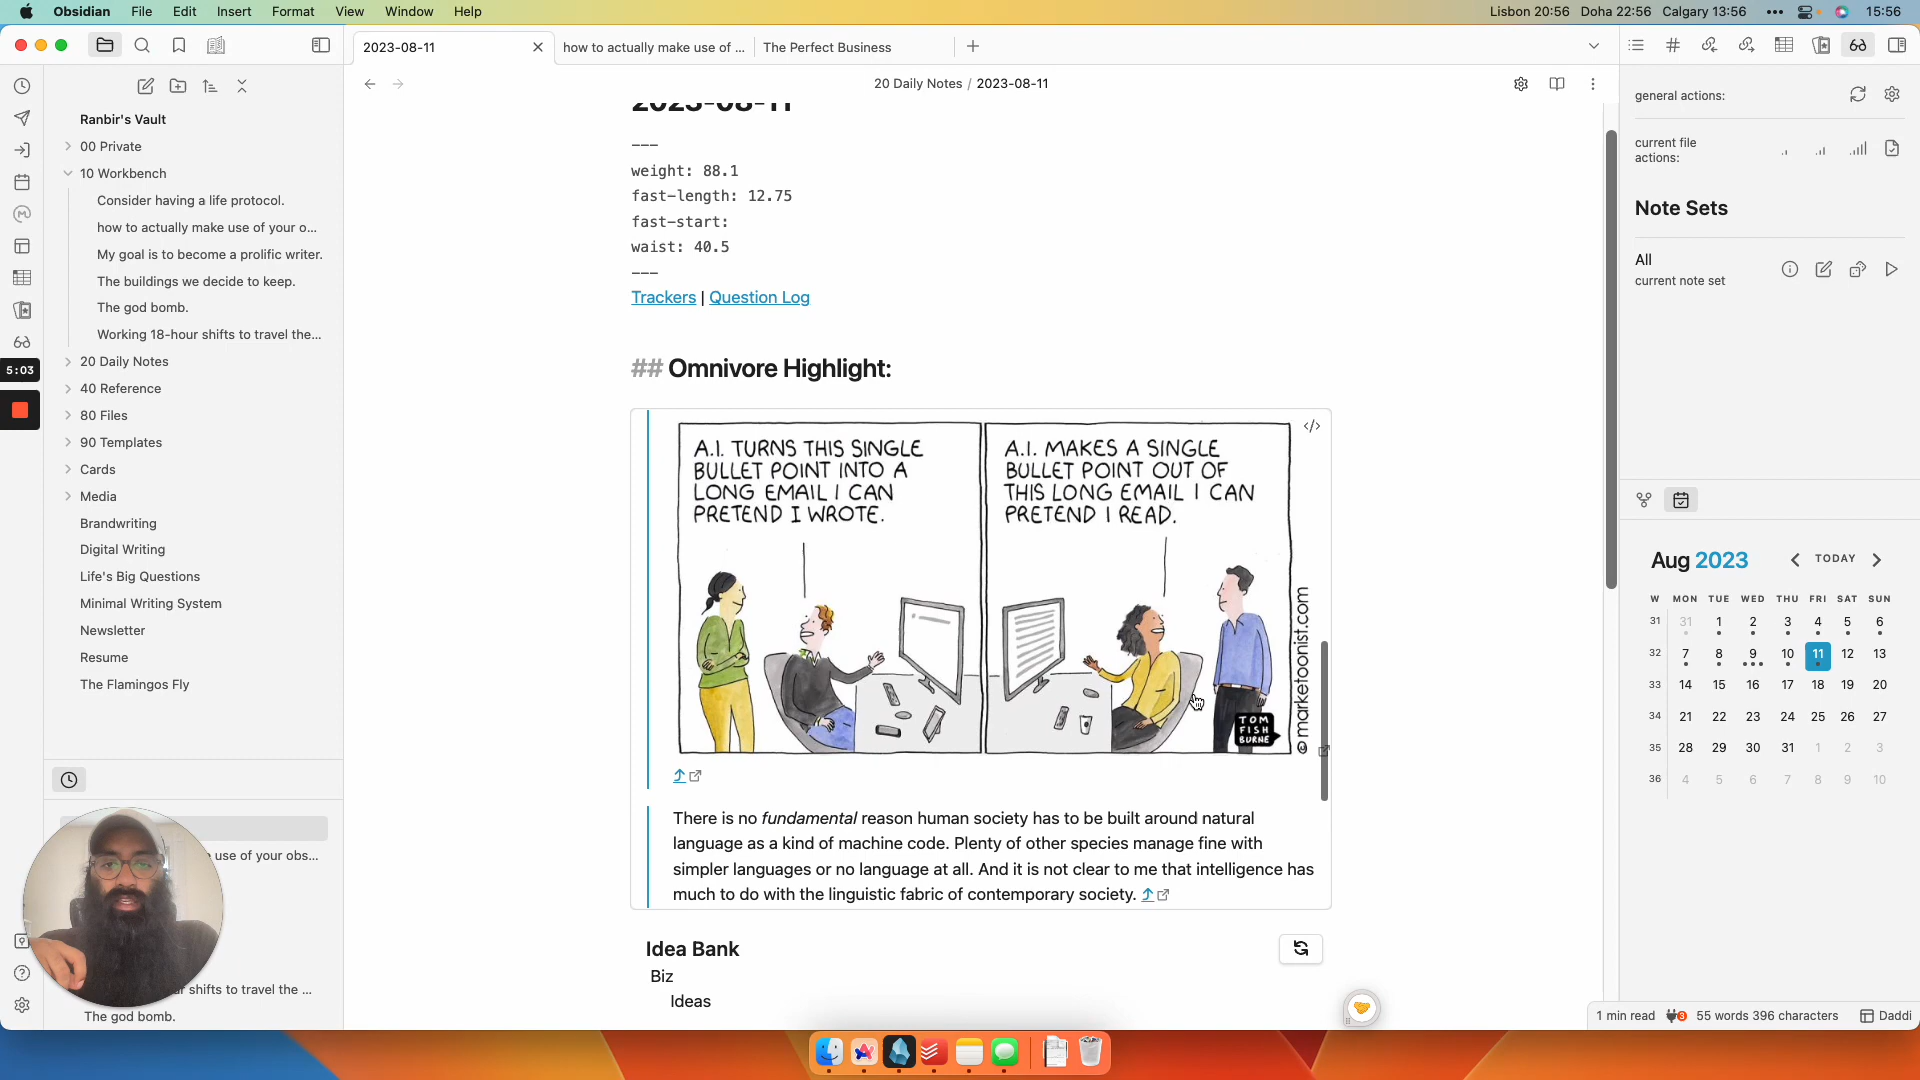 Obsidian File Edit Insert Format View Window Help
Lisbon 20:56 Doha 22:56 Calgary 13:56 15:56
2023-08-11
how to actually make use of ...
The Perfect Business
20 Daily Notes / 2023-08-11
Ranbir's Vault
00 Private
10 Workbench
Consider having a life protocol.
how to actually make use of your o...
My goal is to become a prolific writer.
The buildings we decide to keep.
The god bomb.
Working 18-hour shifts to travel the...
20 Daily Notes
40 Reference
80 Files
90 Templates
Cards
Media
Brandwriting
Digital Writing
Life's Big Questions
Minimal Writing System
Newsletter
Resume
The Flamingos Fly
5:03
use of your obs...
shifts to travel the ...
The god bomb.
2023-08-11
---
weight: 88.1
fast-length: 12.75
fast-start:
waist: 40.5
---
Trackers | Question Log
## Omnivore Highlight:
</>
A.I. TURNS THIS SINGLE
BULLET POINT INTO A
LONG EMAIL I CAN
PRETEND I WROTE.
A.I. MAKES A SINGLE
BULLET POINT OUT OF
THIS LONG EMAIL I CAN
PRETEND I READ.
TOM
FISH
BURNE
© marketoonist.com
⤴
There is no fundamental reason human society has to be built around natural
language as a kind of machine code. Plenty of other species manage fine with
simpler languages or no language at all. And it is not clear to me that intelligence has
much to do with the linguistic fabric of contemporary society. ⤴
Idea Bank
Biz
Ideas
general actions:
current file
actions:
Note Sets
All
current note set
Aug 2023
TODAY
W MON TUE WED THU FRI SAT SUN
31 31 1 2 3 4 5 6
32 7 8 9 10 11 12 13
33 14 15 16 17 18 19 20
34 21 22 23 24 25 26 27
35 28 29 30 31 1 2 3
36 4 5 6 7 8 9 10
1 min read 3 55 words 396 characters Daddi